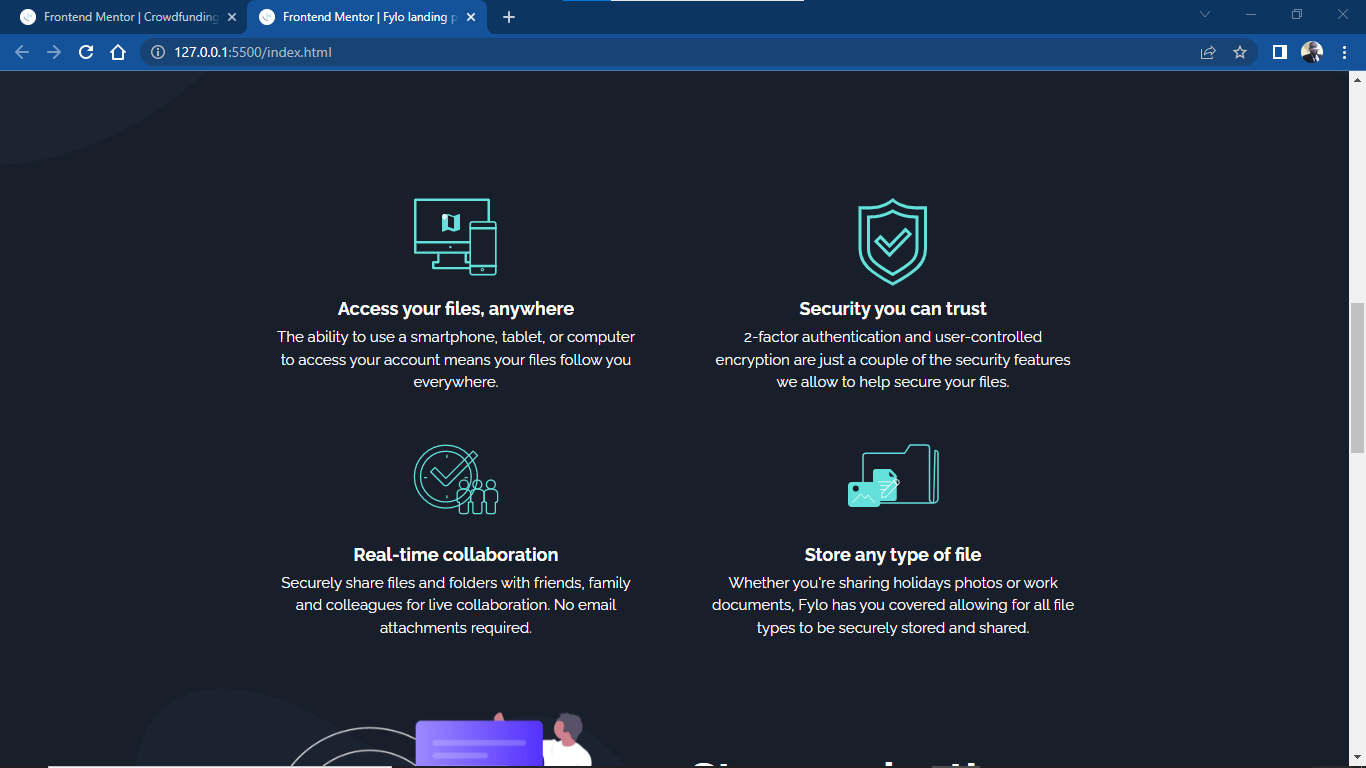 Frontend Mentor | Crowdfunding
Frontend Mentor | Fylo landing p
127.0.0.1:5500/index.html
Access your files, anywhere
The ability to use a smartphone, tablet, or computer
to access your account means your files follow you
everywhere.
Security you can trust
2-factor authentication and user-controlled
encryption are just a couple of the security features
we allow to help secure your files.
Real-time collaboration
Securely share files and folders with friends, family
and colleagues for live collaboration. No email
attachments required.
Store any type of file
Whether you're sharing holidays photos or work
documents, Fylo has you covered allowing for all file
types to be securely stored and shared.